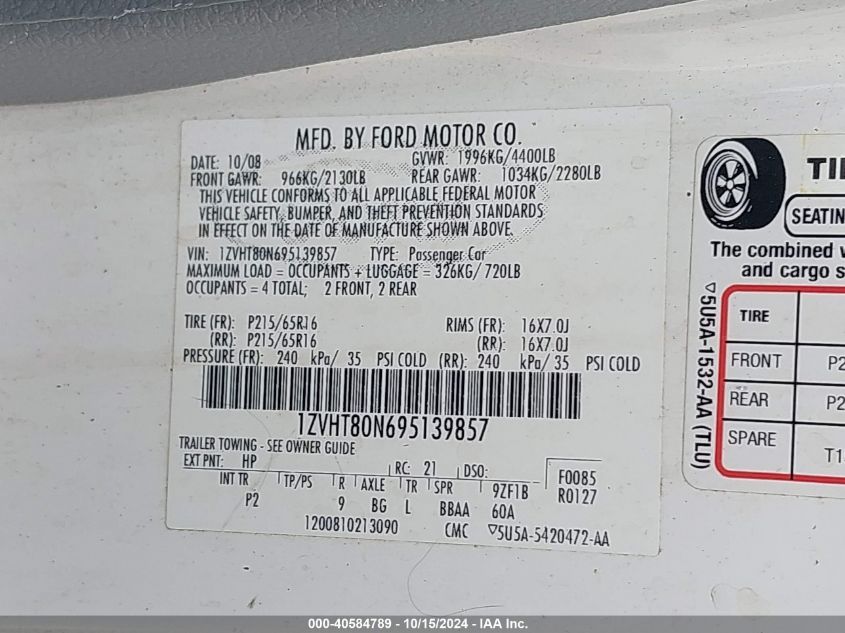 MFD. BY FORD MOTOR CO.
DATE: 10/08 GVWR: 1996KG/4400LB
FRONT GAWR: 966KG/2130LB REAR GAWR: 1034KG/2280LB
THIS VEHICLE CONFORMS TO ALL APPLICABLE FEDERAL MOTOR
VEHICLE SAFETY, BUMPER, AND THEFT PREVENTION STANDARDS
IN EFFECT ON THE DATE OF MANUFACTURE SHOWN ABOVE.
VIN: 1ZVHT80N695139857 TYPE: Passenger Car
MAXIMUM LOAD = OCCUPANTS + LUGGAGE = 326KG/ 720LB
OCCUPANTS = 4 TOTAL; 2 FRONT, 2 REAR
TIRE (FR): P215/65R16 RIMS (FR): 16X7.0J
(RR): P215/65R16 (RR): 16X7.0J
PRESSURE (FR): 240 kPa/ 35 PSI COLD (RR): 240 kPa/ 35 PSI COLD
1ZVHT80N695139857
TRAILER TOWING - SEE OWNER GUIDE
EXT PNT: HP RC: 21 DSO: F0085
INT TR TP/PS R AXLE TR SPR 9ZF1B R0127
P2 9 BG L BBAA 60A
1200810213090 CMC ▽5U5A-5420472-AA
TI
SEATIN
The combined
and cargo s
▽5U5A-1532-AA (TLU)
TIRE
FRONT P2
REAR P2
SPARE T1
000-40584789 - 10/15/2024 - IAA Inc.